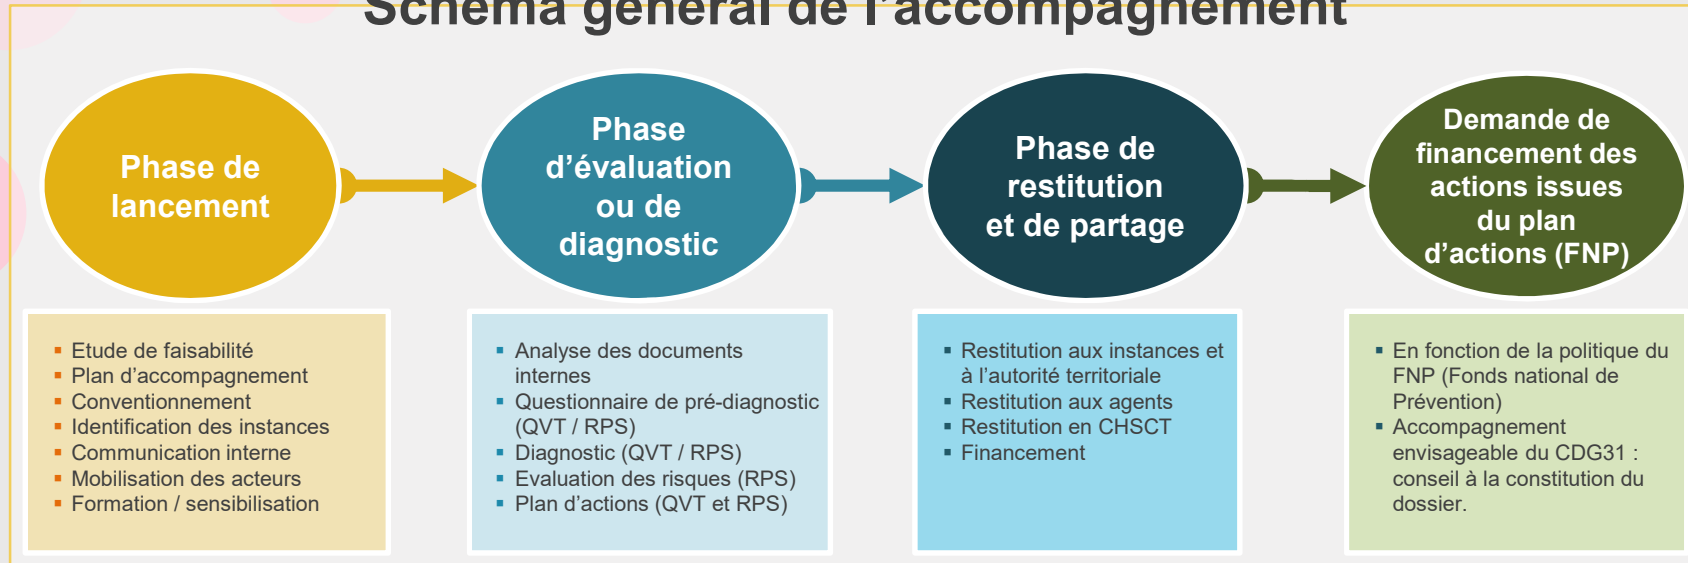 Schéma général de l’accompagnement
Phase de
lancement
Phase
d’évaluation
ou de
diagnostic
Phase de
restitution
et de partage
Demande de
financement des
actions issues
du plan
d’actions (FNP)
Etude de faisabilité
Plan d’accompagnement
Conventionnement
Identification des instances
Communication interne
Mobilisation des acteurs
Formation / sensibilisation
Analyse des documents
internes
Questionnaire de pré-diagnostic
(QVT / RPS)
Diagnostic (QVT / RPS)
Evaluation des risques (RPS)
Plan d’actions (QVT et RPS)
Restitution aux instances et
à l’autorité territoriale
Restitution aux agents
Restitution en CHSCT
Financement
En fonction de la politique du
FNP (Fonds national de
Prévention)
Accompagnement
envisageable du CDG31 :
conseil à la constitution du
dossier.